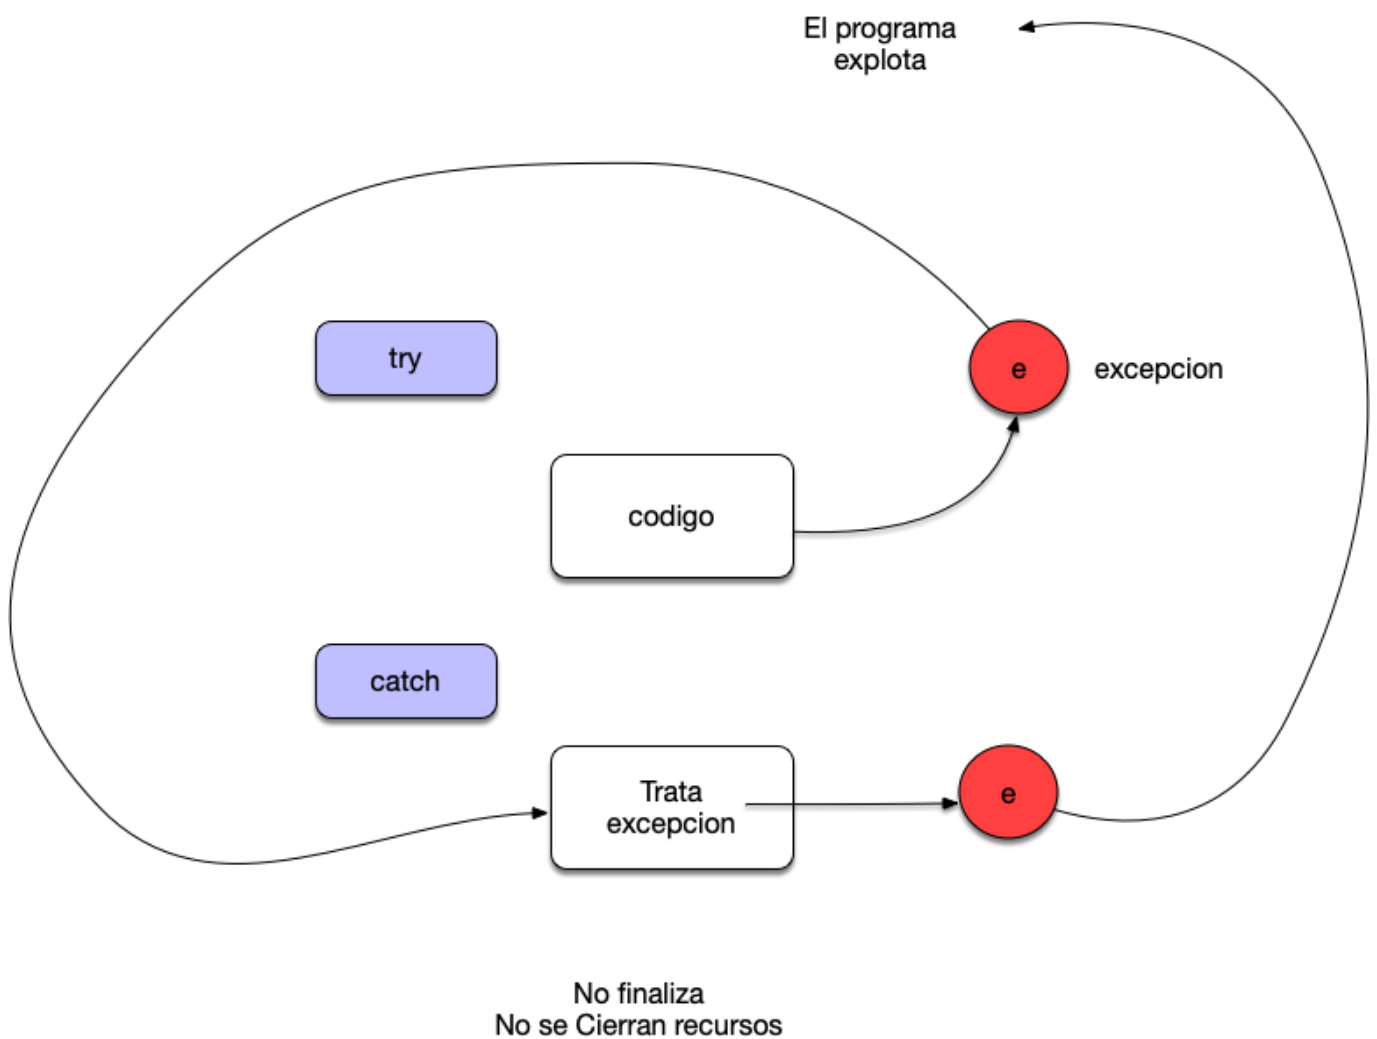 El programa
explota
try
e
excepcion
codigo
catch
Trata
excepcion
e
No finaliza
No se Cierran recursos